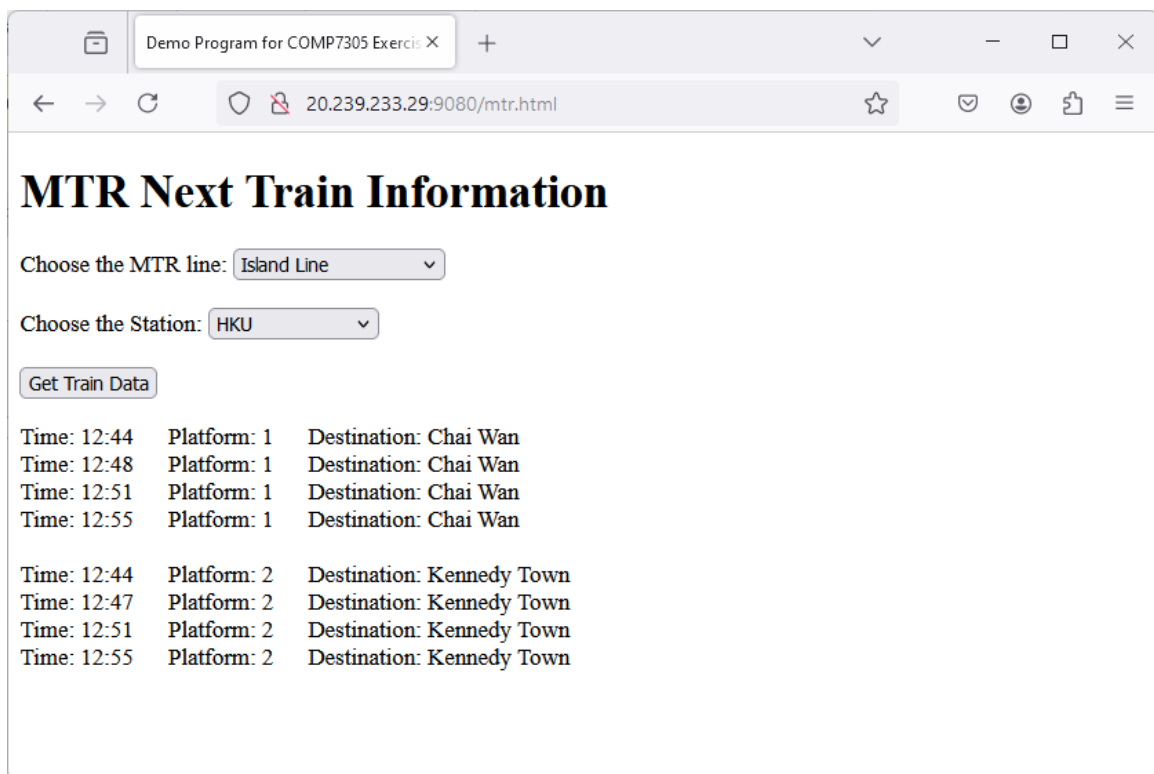 Demo Program for COMP7305 Exercis
20.239.233.29:9080/mtr.html
MTR Next Train Information
Choose the MTR line: Island Line
Choose the Station: HKU
Get Train Data
Time: 12:44 Platform: 1 Destination: Chai Wan
Time: 12:48 Platform: 1 Destination: Chai Wan
Time: 12:51 Platform: 1 Destination: Chai Wan
Time: 12:55 Platform: 1 Destination: Chai Wan
Time: 12:44 Platform: 2 Destination: Kennedy Town
Time: 12:47 Platform: 2 Destination: Kennedy Town
Time: 12:51 Platform: 2 Destination: Kennedy Town
Time: 12:55 Platform: 2 Destination: Kennedy Town